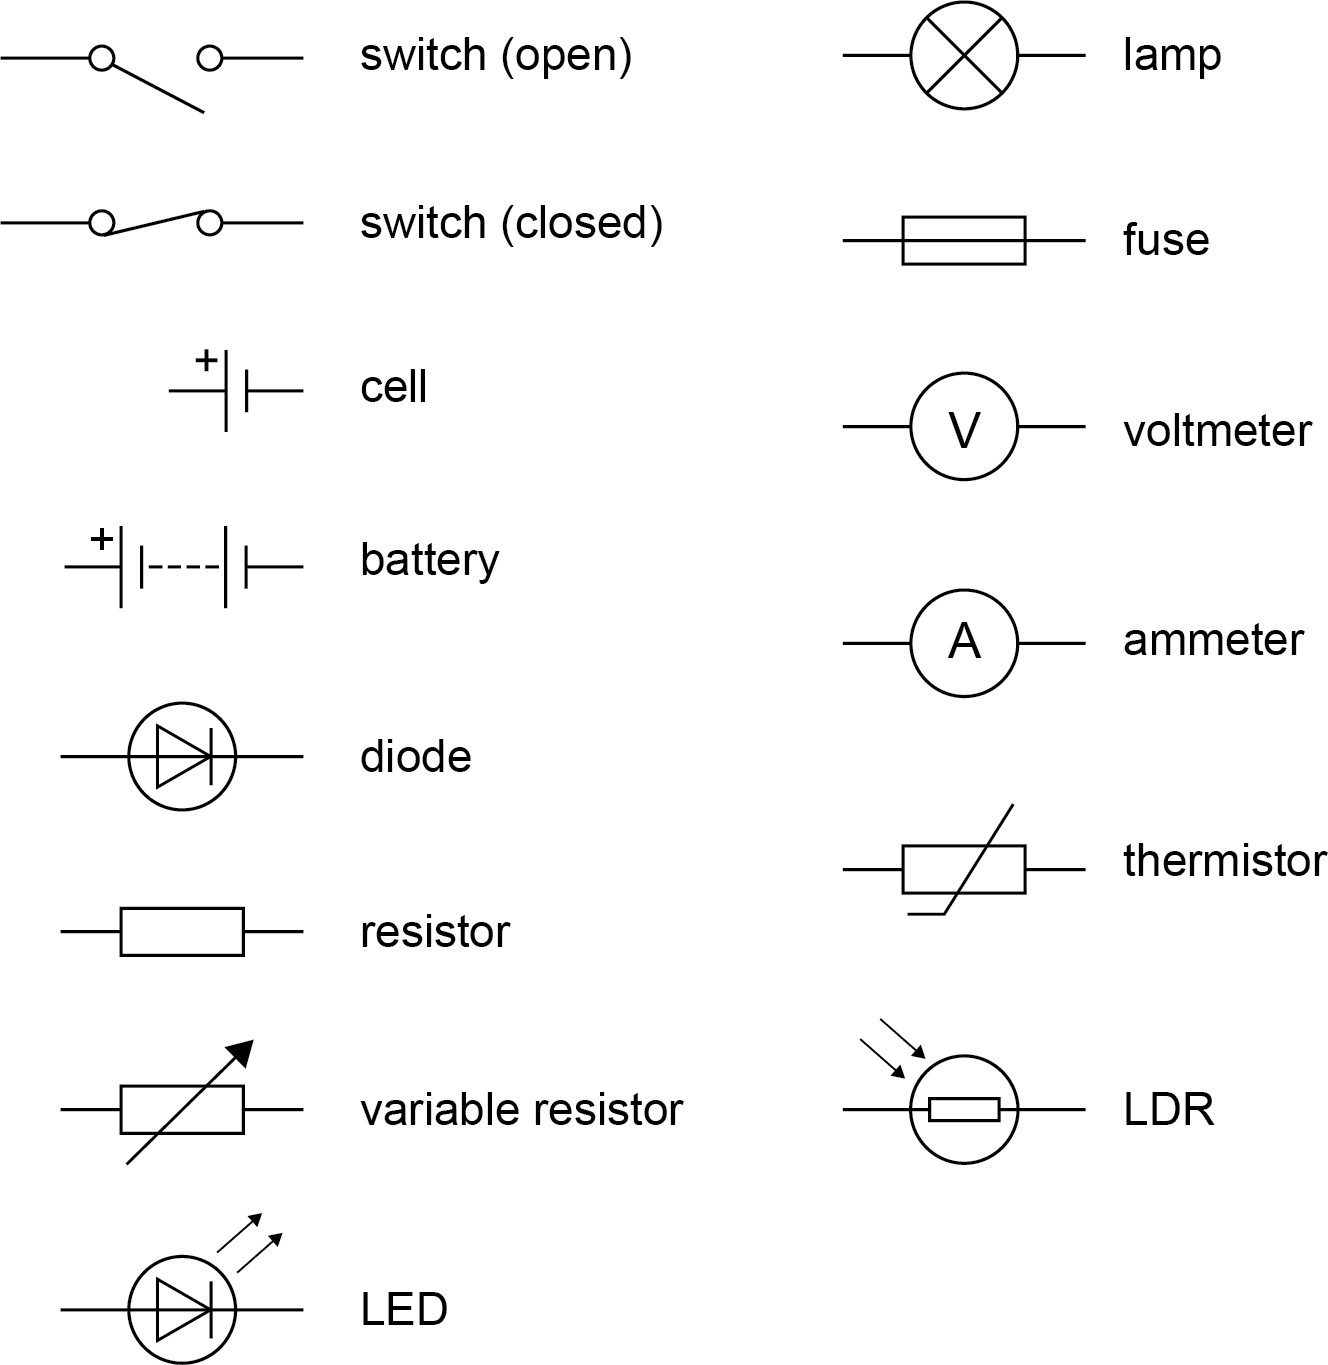 switch (open)
switch (closed)
+
cell
+
battery
diode
resistor
variable resistor
LED
lamp
fuse
V
voltmeter
A
ammeter
thermistor
LDR